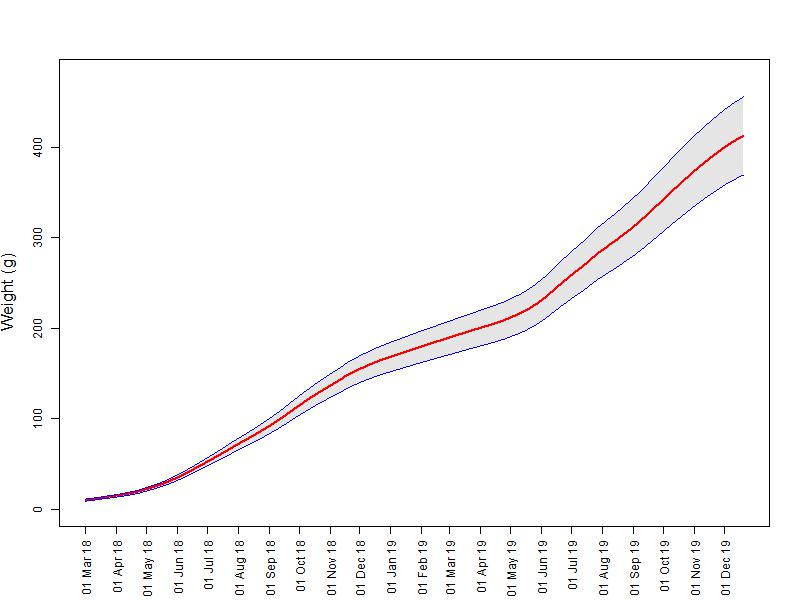 Weight (g)
400
300
200
100
0
01 Mar 18
01 Apr 18
01 May 18
01 Jun 18
01 Jul 18
01 Aug 18
01 Sep 18
01 Oct 18
01 Nov 18
01 Dec 18
01 Jan 19
01 Feb 19
01 Mar 19
01 Apr 19
01 May 19
01 Jun 19
01 Jul 19
01 Aug 19
01 Sep 19
01 Oct 19
01 Nov 19
01 Dec 19